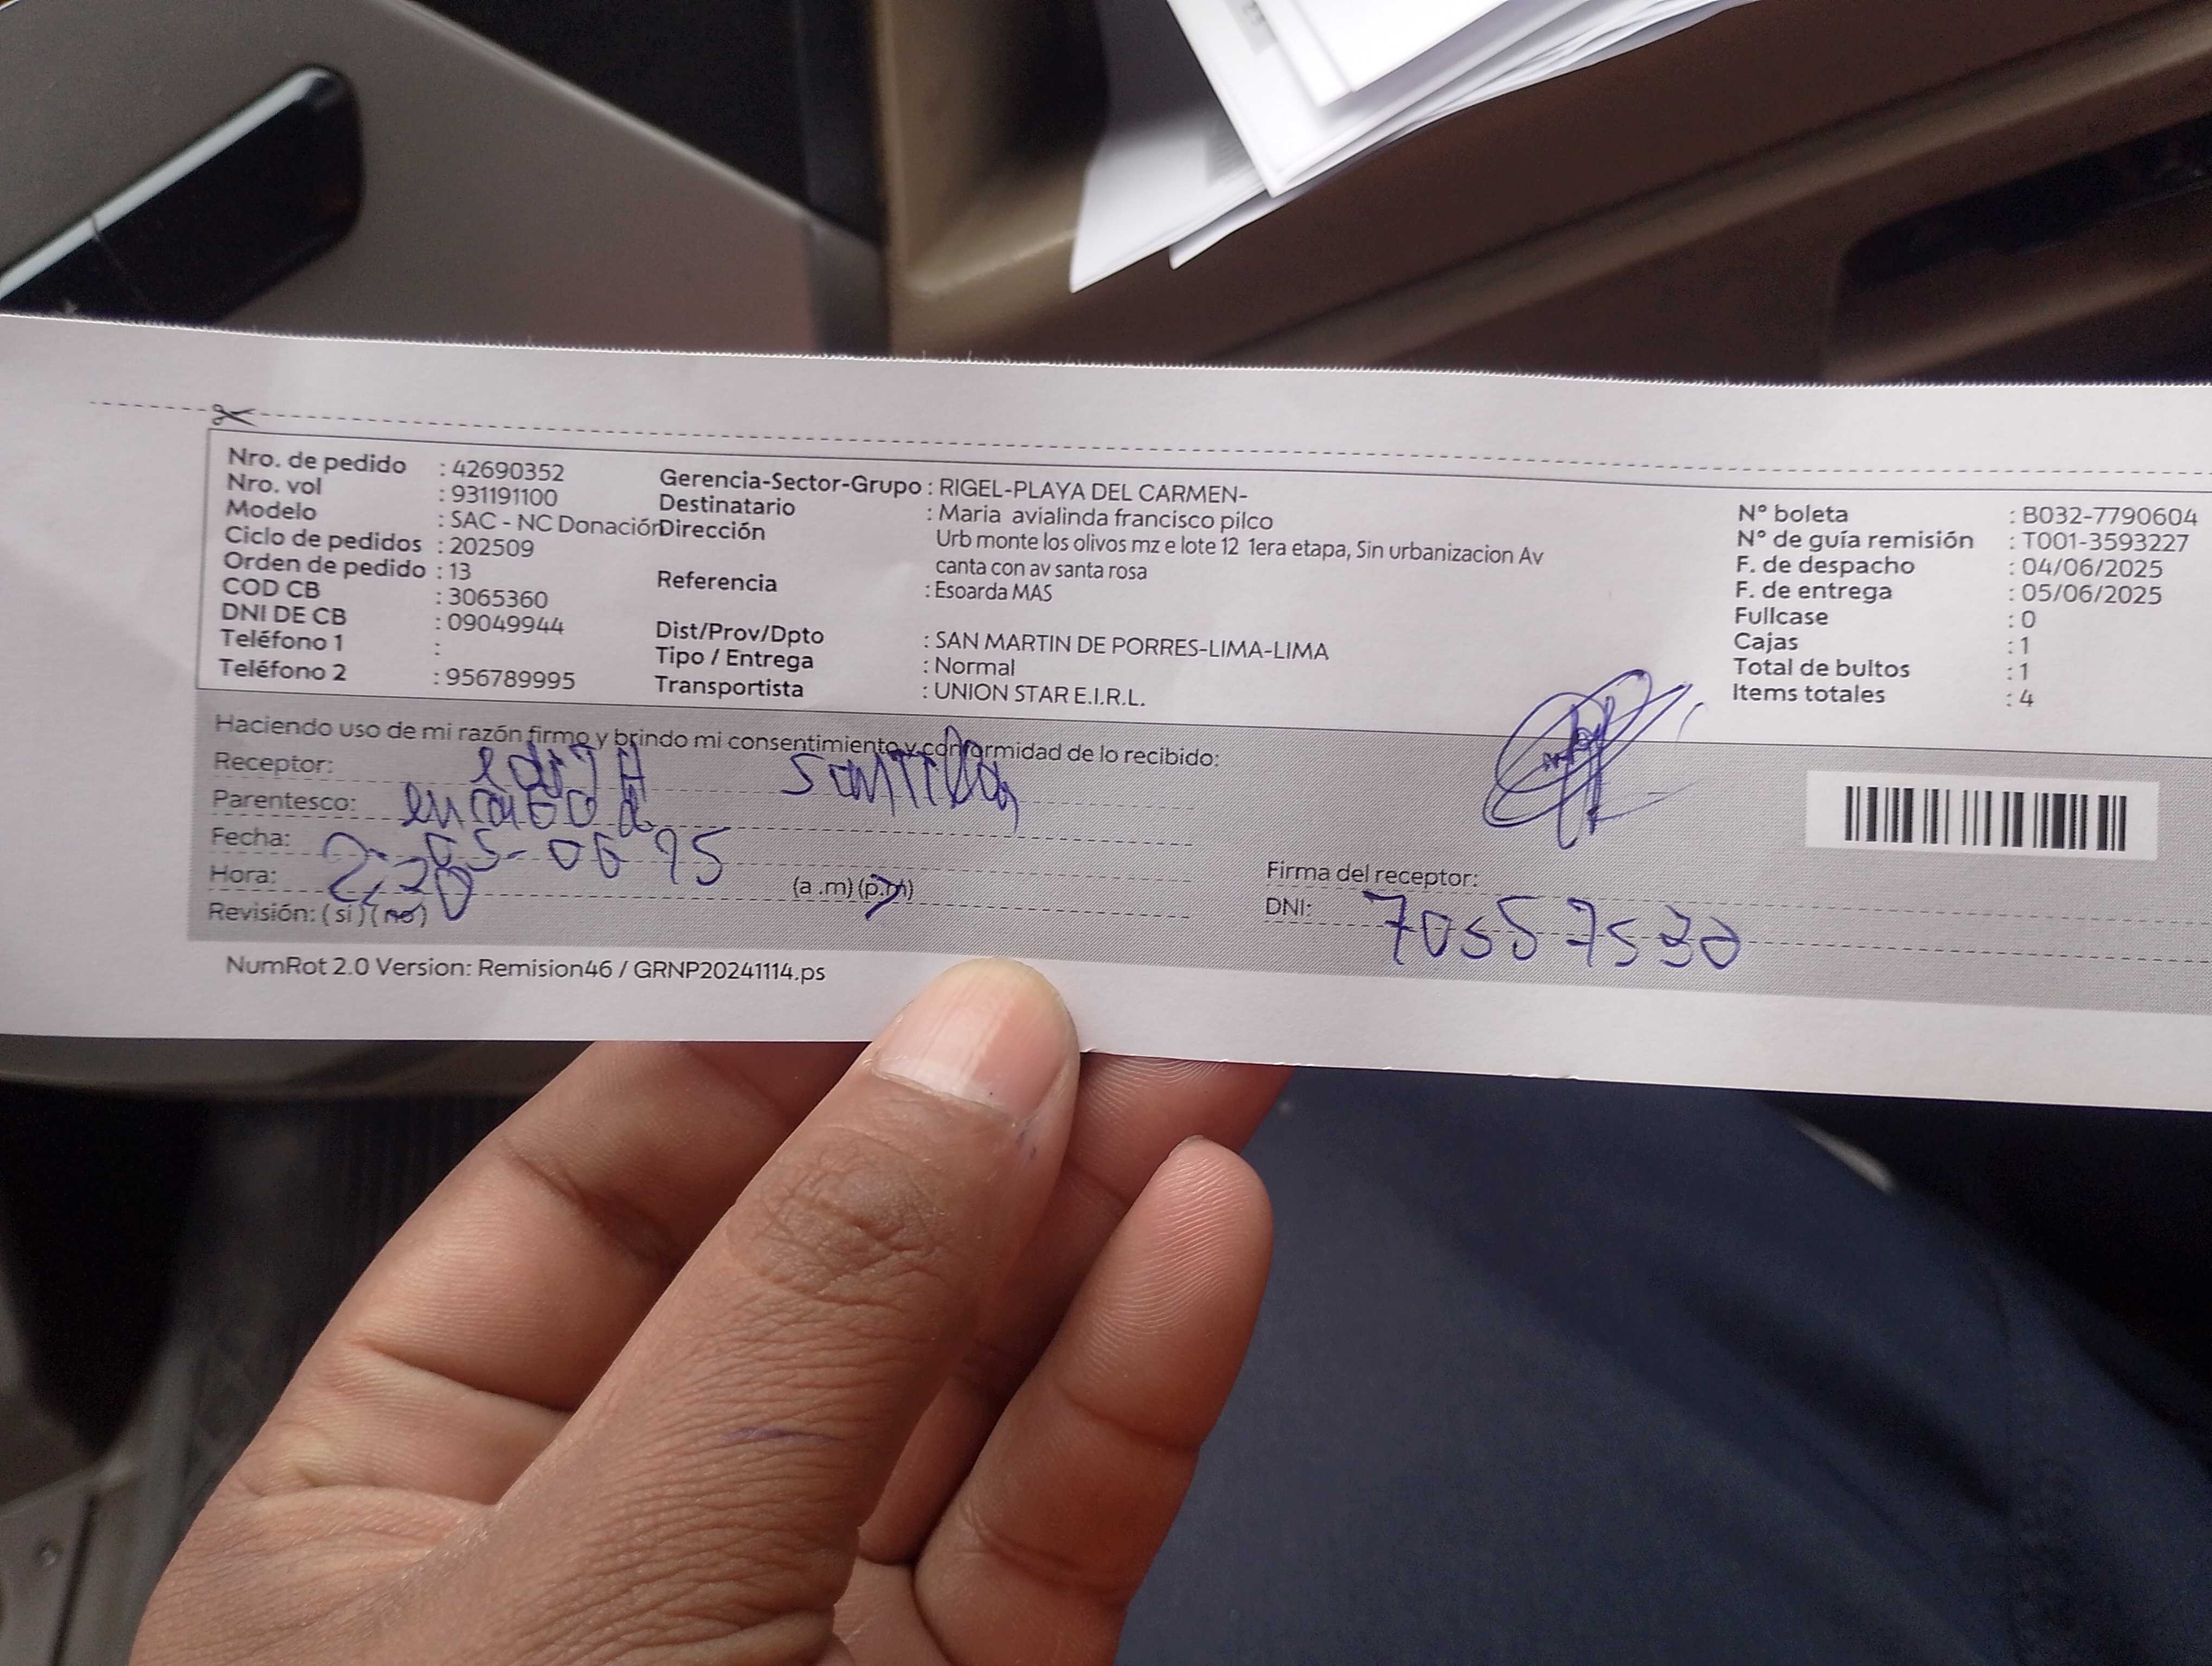 Nro. de pedido : 42690352
Nro. vol : 931191100
Modelo : SAC - NC Donación
Ciclo de pedidos : 202509
Orden de pedido : 13
COD CB : 3065360
DNI DE CB : 09049944
Teléfono 1 :
Teléfono 2 : 956789995
Gerencia-Sector-Grupo : RIGEL-PLAYA DEL CARMEN-
Destinatario : Maria avialinda francisco pilco
Dirección Urb monte los olivos mz e lote 12 1era etapa, Sin urbanizacion Av
canta con av santa rosa
Referencia : Esoarda MAS
Dist/Prov/Dpto : SAN MARTIN DE PORRES-LIMA-LIMA
Tipo / Entrega : Normal
Transportista : UNION STAR E.I.R.L.
N° boleta : B032-7790604
N° de guía remisión : T001-3593227
F. de despacho : 04/06/2025
F. de entrega : 05/06/2025
Fullcase : 0
Cajas : 1
Total de bultos : 1
Items totales : 4
Haciendo uso de mi razón firmo y brindo mi consentimiento y conformidad de lo recibido:
Receptor:
Parentesco:
Fecha: 05-06
Hora: (a.m) (p.m)
Revisión: (si) (no)
Firma del receptor:
DNI: 70557530
NumRot 2.0 Version: Remision46 / GRNP20241114.ps